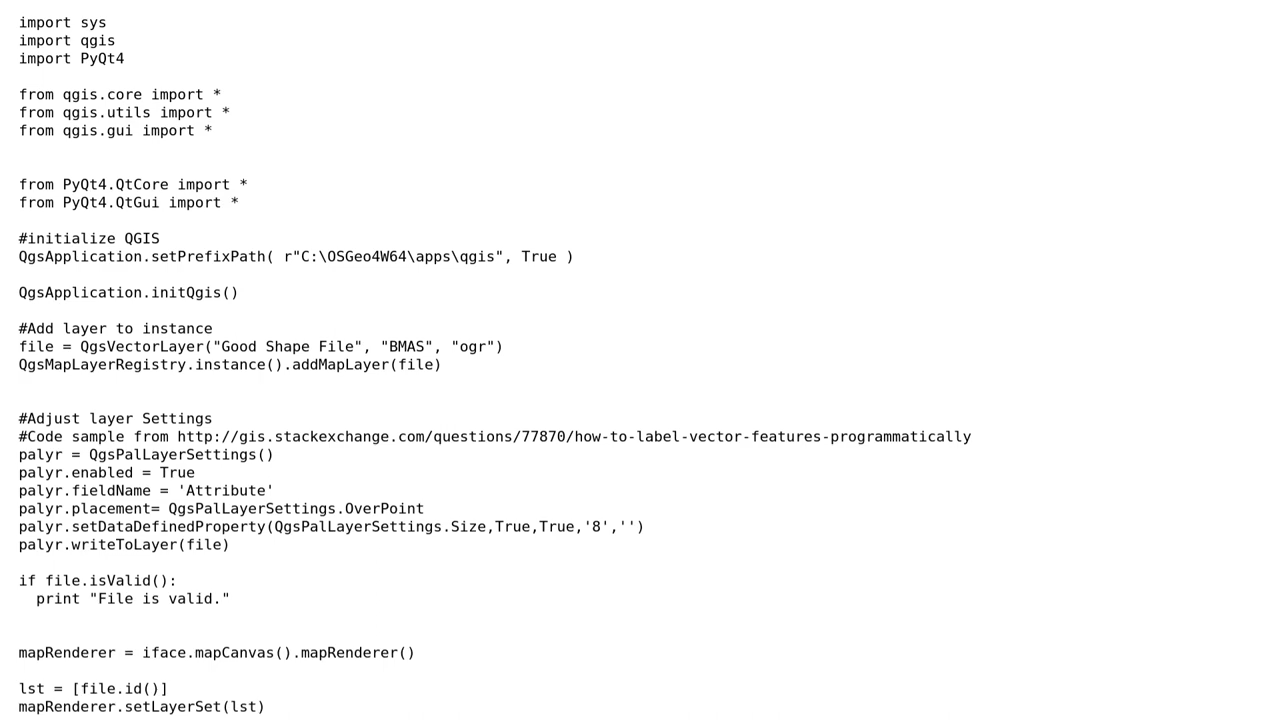 import sys
import qgis
import PyQt4
from qgis.core import *
from qgis.utils import *
from qgis.gui import *
from PyQt4.QtCore import *
from PyQt4.QtGui import *
#initialize QGIS
QgsApplication.setPrefixPath( r"C:\OSGeo4W64\apps\qgis", True )
QgsApplication.initQgis()
#Add layer to instance
file = QgsVectorLayer("Good Shape File", "BMAS", "ogr")
QgsMapLayerRegistry.instance().addMapLayer(file)
#Adjust layer Settings
#Code sample from http://gis.stackexchange.com/questions/77870/how-to-label-vector-features-programmatically
palyr = QgsPalLayerSettings()
palyr.enabled = True
palyr.fieldName = 'Attribute'
palyr.placement= QgsPalLayerSettings.OverPoint
palyr.setDataDefinedProperty(QgsPalLayerSettings.Size,True,True,'8','')
palyr.writeToLayer(file)
if file.isValid():
  print "File is valid."
mapRenderer = iface.mapCanvas().mapRenderer()
lst = [file.id()]
mapRenderer.setLayerSet(lst)